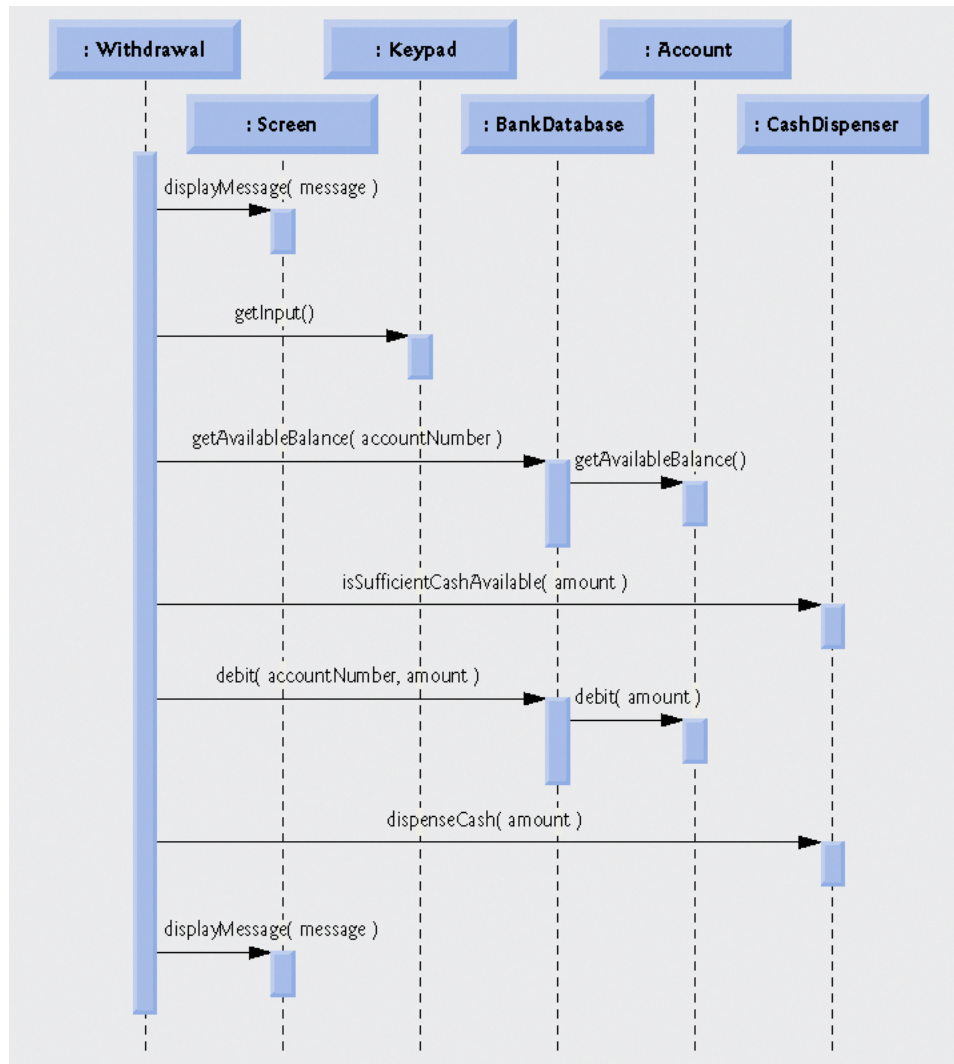 : Withdrawal
: Keypad
: Account
: Screen
: BankDatabase
: CashDispenser
displayMessage( message )
getInput()
getAvailableBalance( accountNumber )
getAvailableBalance()
isSufficientCashAvailable( amount )
debit( accountNumber, amount )
debit( amount )
dispenseCash( amount )
displayMessage( message )